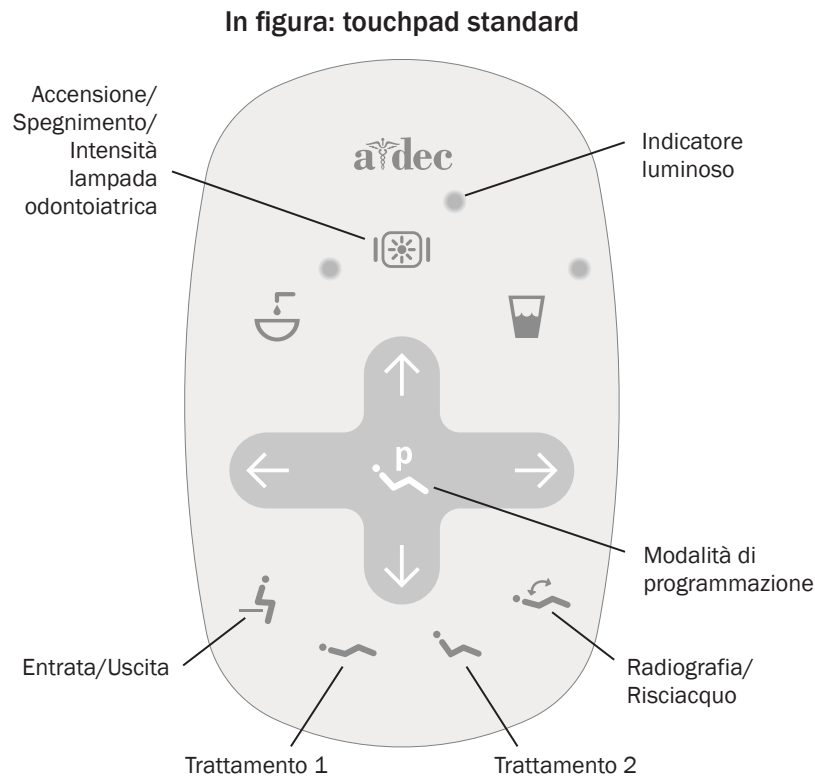 In figura: touchpad standard
Accensione/
Spegnimento/
Intensità
lampada
odontoiatrica
a dec
Indicatore
luminoso
p
Modalità di
programmazione
Entrata/Uscita
Radiografia/
Risciacquo
Trattamento 1
Trattamento 2